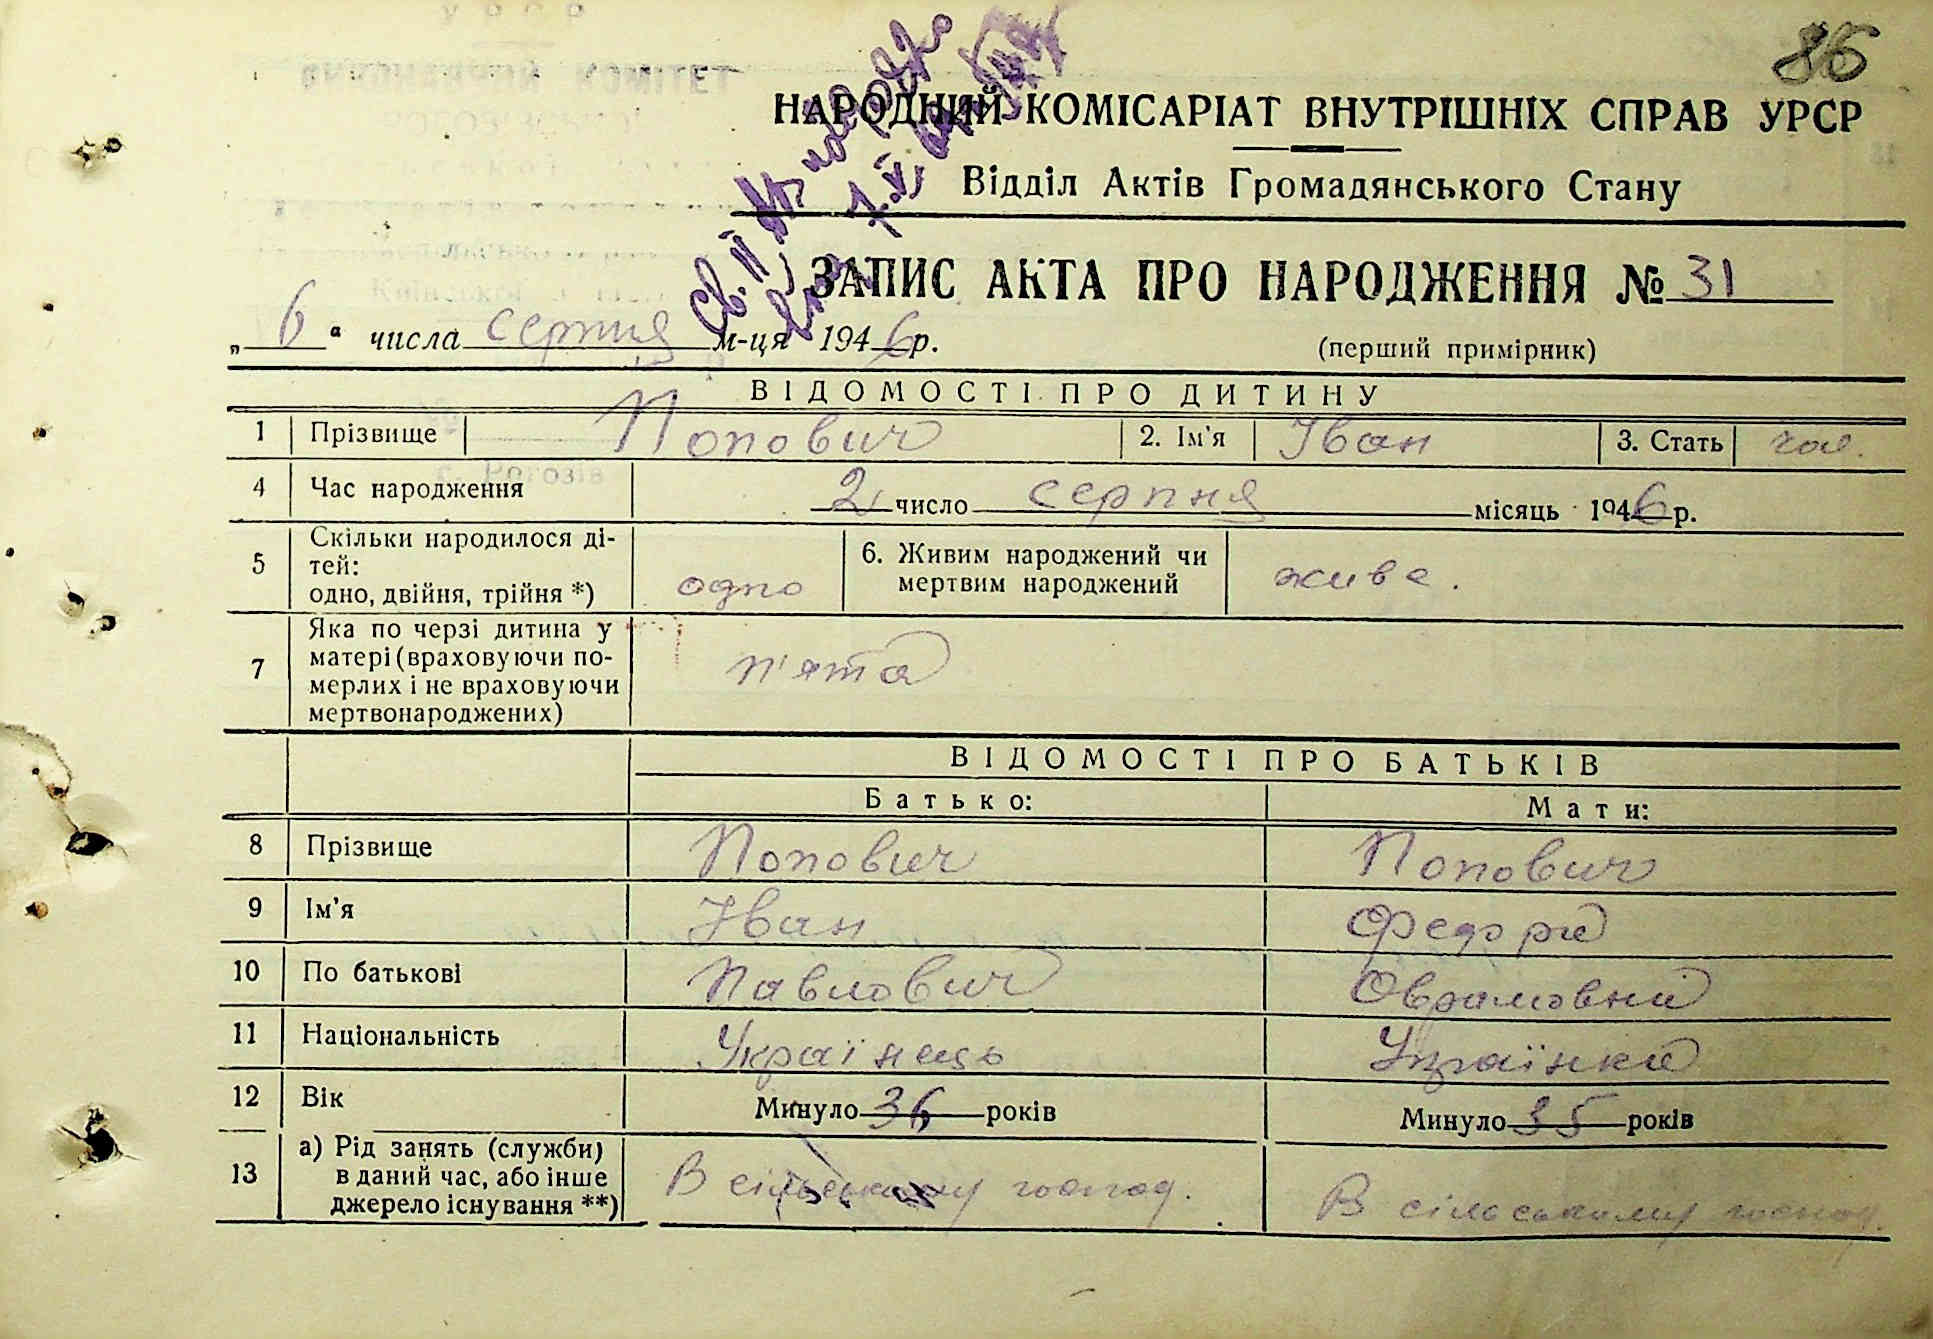 86
НАРОДНИЙ КОМІСАРІАТ ВНУТРІШНІХ СПРАВ УРСР
Відділ Актів Громадянського Стану
ЗАПИС АКТА ПРО НАРОДЖЕННЯ № 31
„ 6 “ числа серпня м-ця 1946 р.
(перший примірник)
ВІДОМОСТІ ПРО ДИТИНУ
1 Прізвище Попович 2. Ім'я Іван 3. Стать чол.
4 Час народження 2 число серпня місяць 1946 р.
5 Скільки народилося ді-
тей:
одно, двійня, трійня *) одно
6. Живим народжений чи
мертвим народжений живе.
7 Яка по черзі дитина у
матері (враховуючи по-
мерлих і не враховуючи
мертвонароджених) п'ята
ВІДОМОСТІ ПРО БАТЬКІВ
Батько: Мати:
8 Прізвище Попович Попович
9 Ім'я Іван Федора
10 По батькові Павлович Оврамовна
11 Національність Українець Українка
12 Вік Минуло 36 років Минуло 35 років
13 а) Рід занять (служби)
в даний час, або інше
джерело існування **) В сільському господ. В сільському господ.